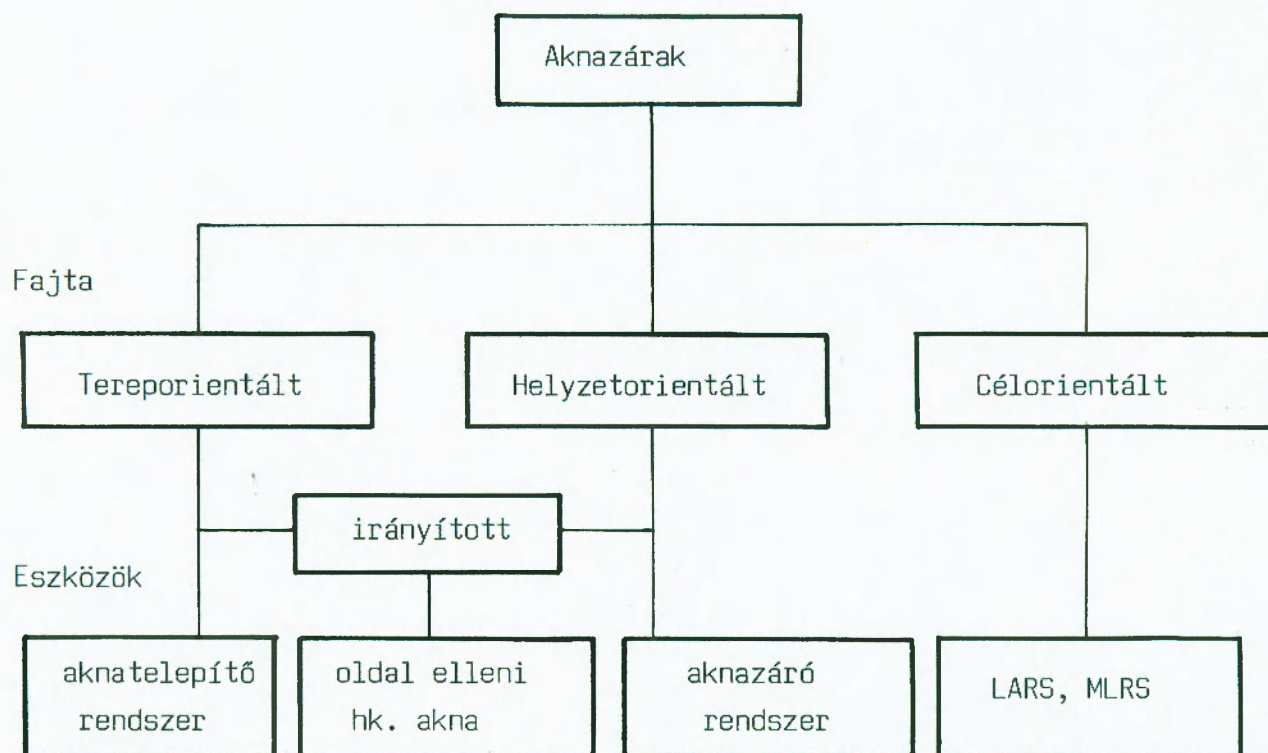 Aknazárak
Fajta
Tereporientált
Helyzetorientált
Célorientált
irányított
Eszközök
aknatelepítő
rendszer
oldal elleni
hk. akna
aknazáró
rendszer
LARS, MLRS